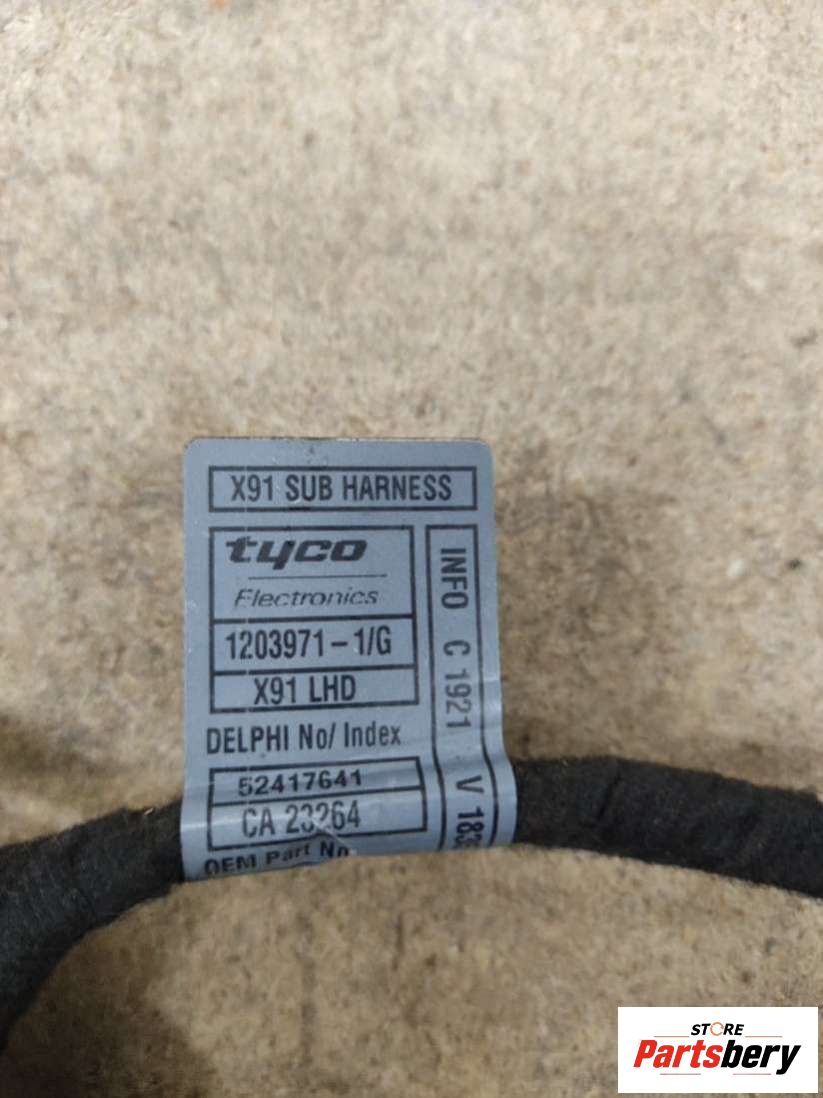 X91 SUB HARNESS
tyco
Electronics
1203971-1/G
X91 LHD
DELPHI No/ Index
52417641
CA 23264
OEM Part No
INFO C 1921 V
STORE
Partsbery